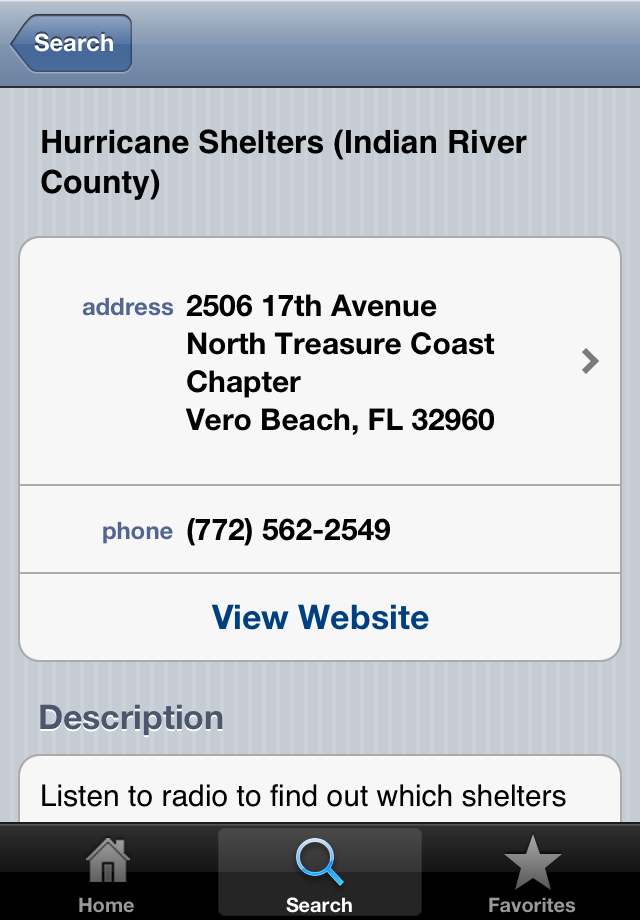 Search
Hurricane Shelters (Indian River
County)
address 2506 17th Avenue
North Treasure Coast
Chapter
Vero Beach, FL 32960
phone (772) 562-2549
View Website
Description
Listen to radio to find out which shelters
Home Search Favorites